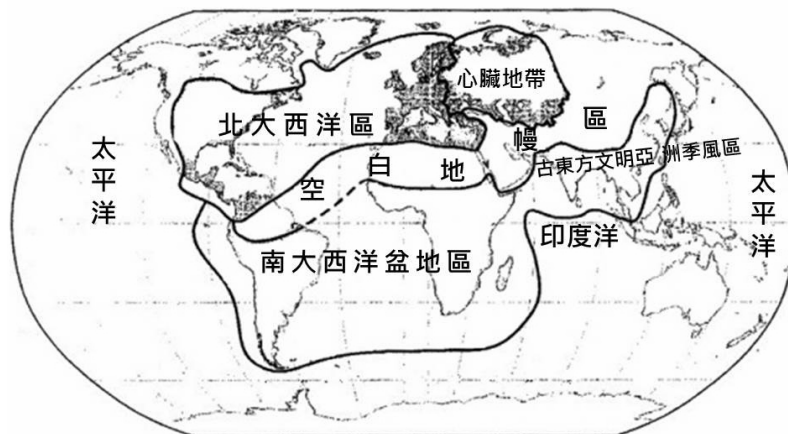 心臟地帶
北大西洋區
幔 區
空白地
古東方文明亞 洲季風區
太平洋
太平洋
印度洋
南大西洋盆地區